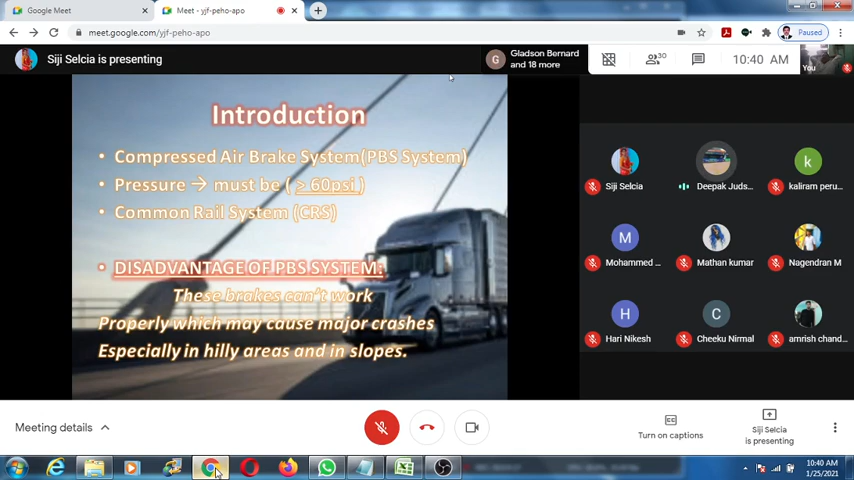 Google Meet
Meet - yjf-peho-apo
meet.google.com/yjf-peho-apo
Paused
Siji Selcia is presenting
G
Gladson Bernard
and 18 more
30
10:40 AM
You
Introduction
• Compressed Air Brake System(PBS System)
• Pressure → must be ( > 60psi )
• Common Rail System (CRS)
• DISADVANTAGE OF PBS SYSTEM:
These brakes can't work
Properly which may cause major crashes
Especially in hilly areas and in slopes.
Siji Selcia
Deepak Juds...
k
kaliram peru...
M
Mohammed ...
Mathan kumar
Nagendran M
H
Hari Nikesh
C
Cheeku Nirmal
amrish chand...
Meeting details
Turn on captions
Siji Selcia
is presenting
10:40 AM
1/25/2021